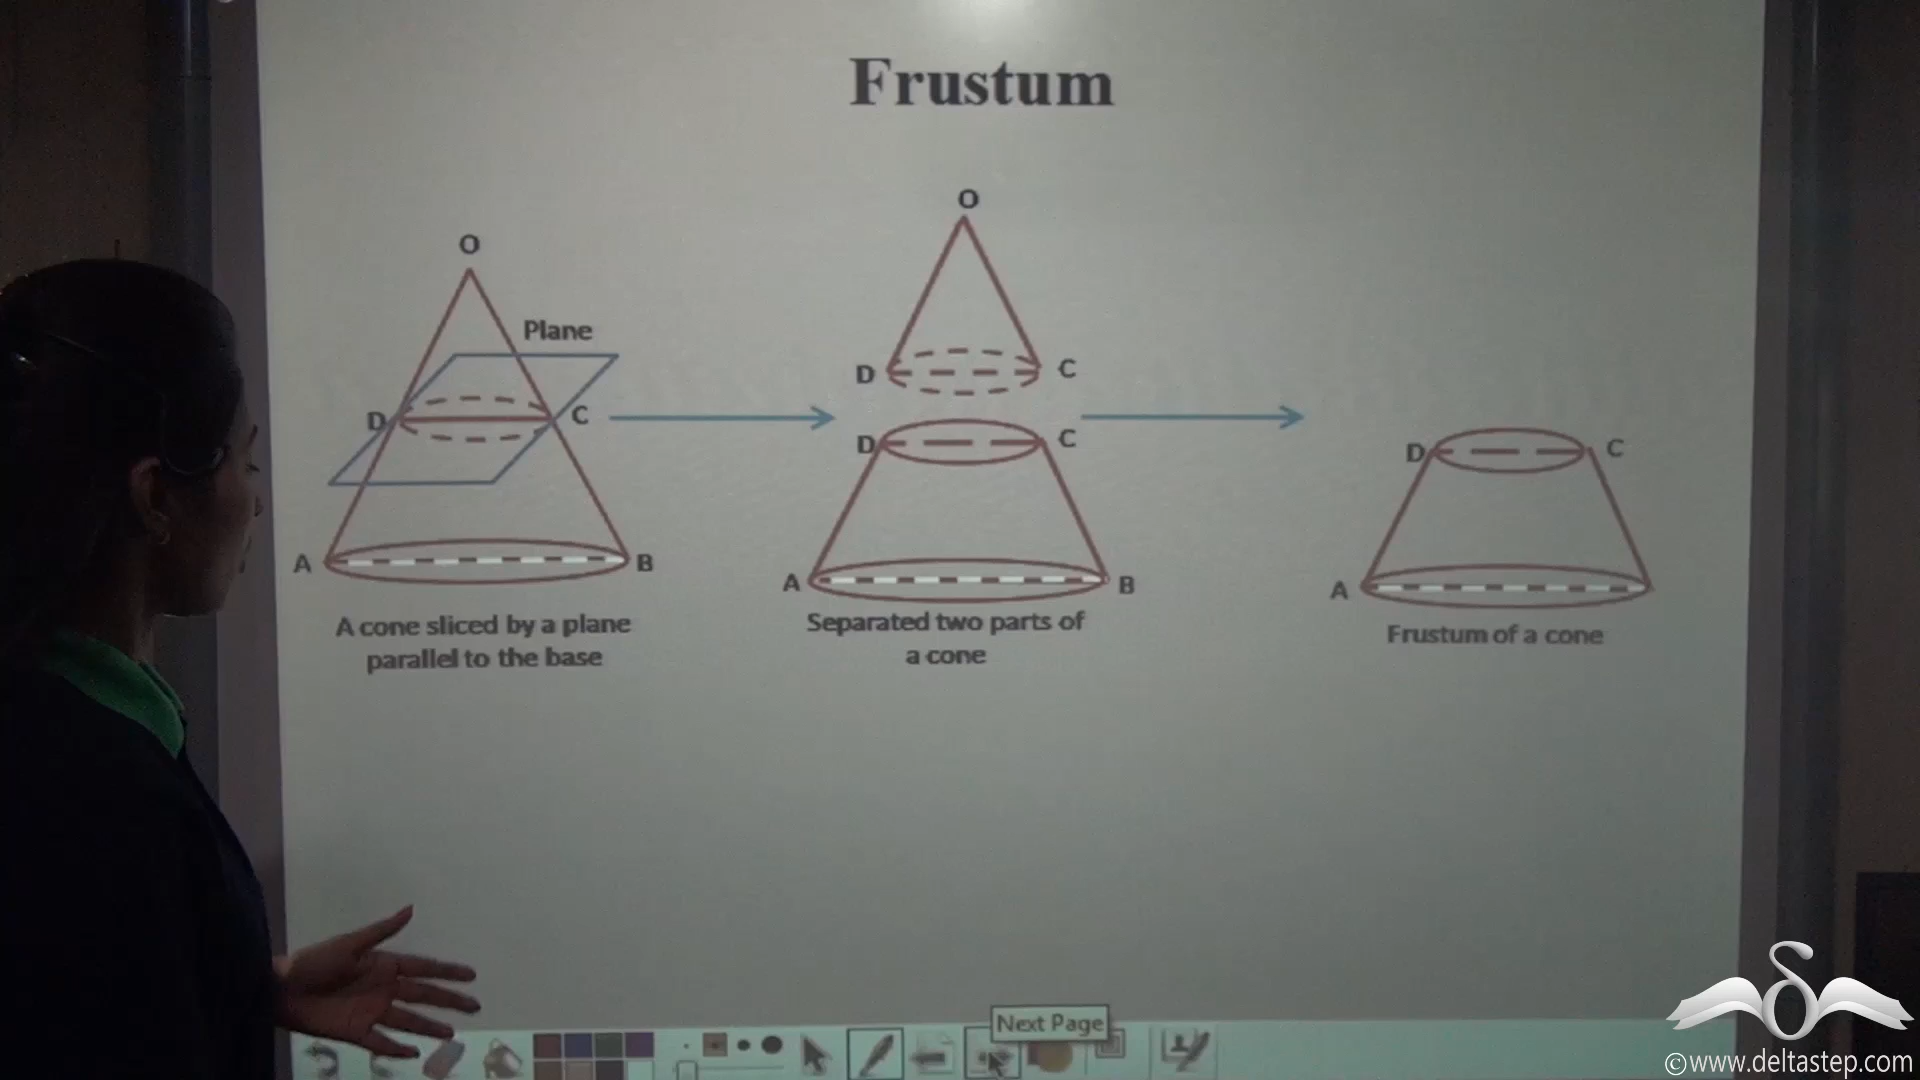 Frustum
O
Plane
D
C
A
B
A cone sliced by a plane
parallel to the base
O
D
C
D
C
A
B
Separated two parts of
a cone
D
C
A
Frustum of a cone
Next Page
©www.deltastep.com